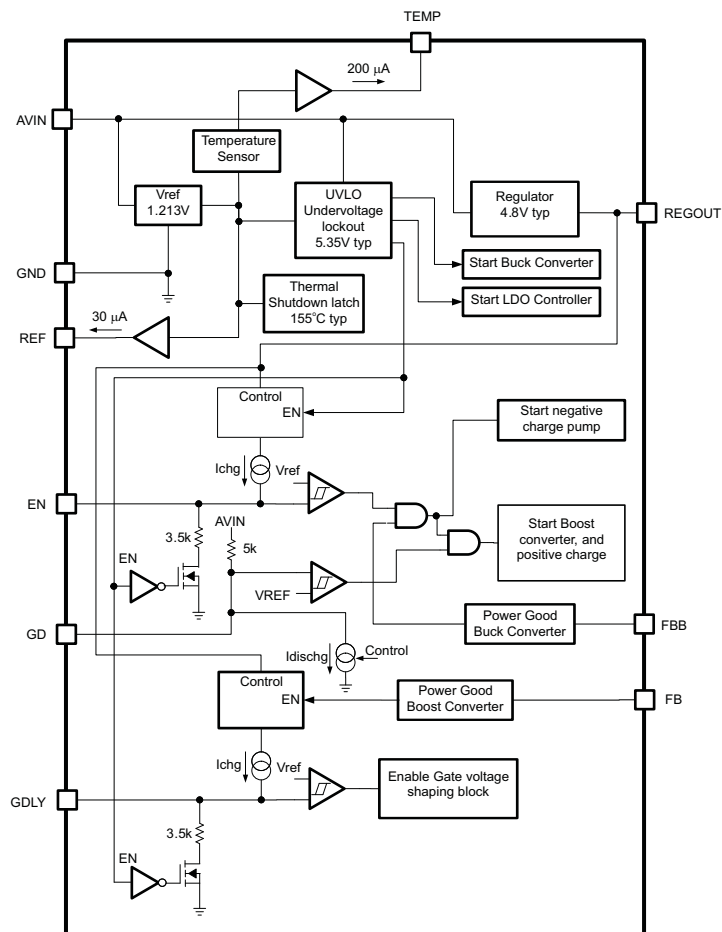 TEMP
200 µA
AVIN
Temperature
Sensor
Vref
1.213V
UVLO
Undervoltage
lockout
5.35V typ
Regulator
4.8V typ
REGOUT
Start Buck Converter
GND
Thermal
Shutdown latch
155°C typ
Start LDO Controller
30 µA
REF
Control
EN
Start negative
charge pump
Ichg
Vref
EN
3.5k
AVIN
5k
Start Boost
converter, and
positive charge
EN
VREF
GD
Power Good
Buck Converter
FBB
Idischg
Control
Control
EN
Power Good
Boost Converter
FB
Ichg
Vref
Enable Gate voltage
shaping block
GDLY
3.5k
EN